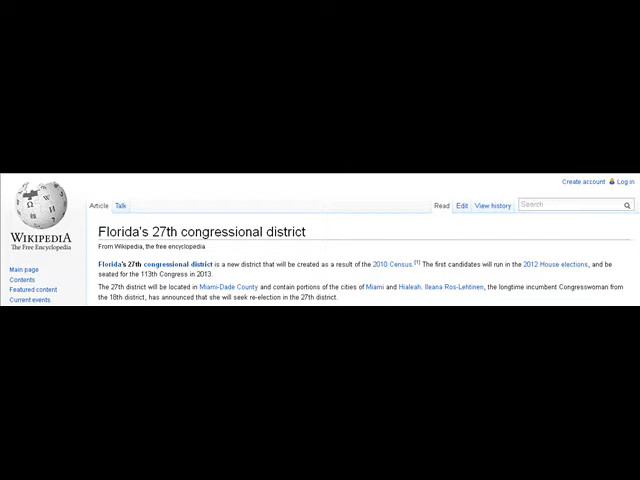 Create account Log in
Article Talk Read Edit View history Search
WIKIPEDIA
The Free Encyclopedia
Florida's 27th congressional district
From Wikipedia, the free encyclopedia
Main page
Contents
Featured content
Current events
Florida's 27th congressional district is a new district that will be created as a result of the 2010 Census.[1] The first candidates will run in the 2012 House elections, and be
seated for the 113th Congress in 2013.
The 27th district will be located in Miami-Dade County and contain portions of the cities of Miami and Hialeah. Ileana Ros-Lehtinen, the longtime incumbent Congresswoman from
the 18th district, has announced that she will seek re-election in the 27th district.